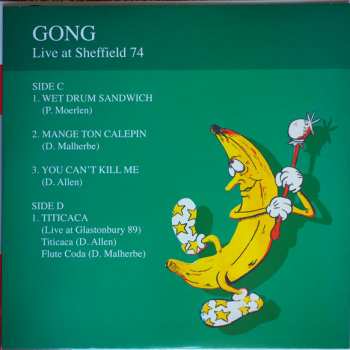 GONG
Live at Sheffield 74
SIDE C
1. WET DRUM SANDWICH
(P. Moerlen)
2. MANGE TON CALEPIN
(D. Malherbe)
3. YOU CAN'T KILL ME
(D. Allen)
SIDE D
1. TITICACA
(Live at Glastonbury 89)
Titicaca (D. Allen)
Flute Coda (D. Malherbe)